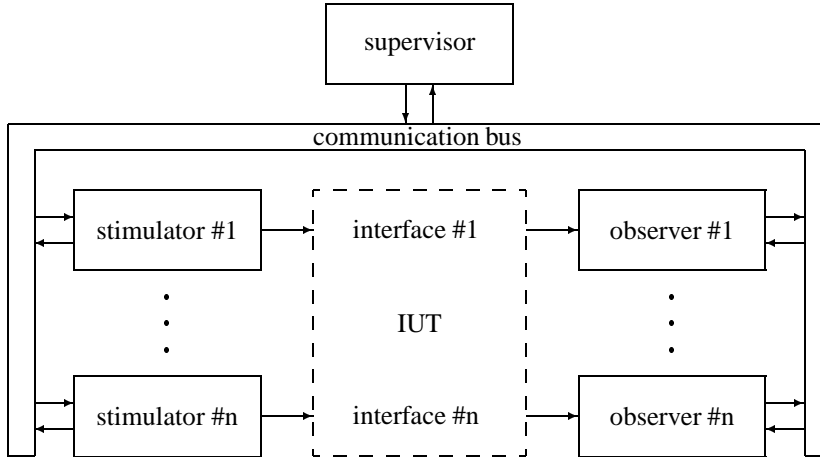 supervisor
communication bus
stimulator #1
interface #1
observer #1
IUT
stimulator #n
interface #n
observer #n